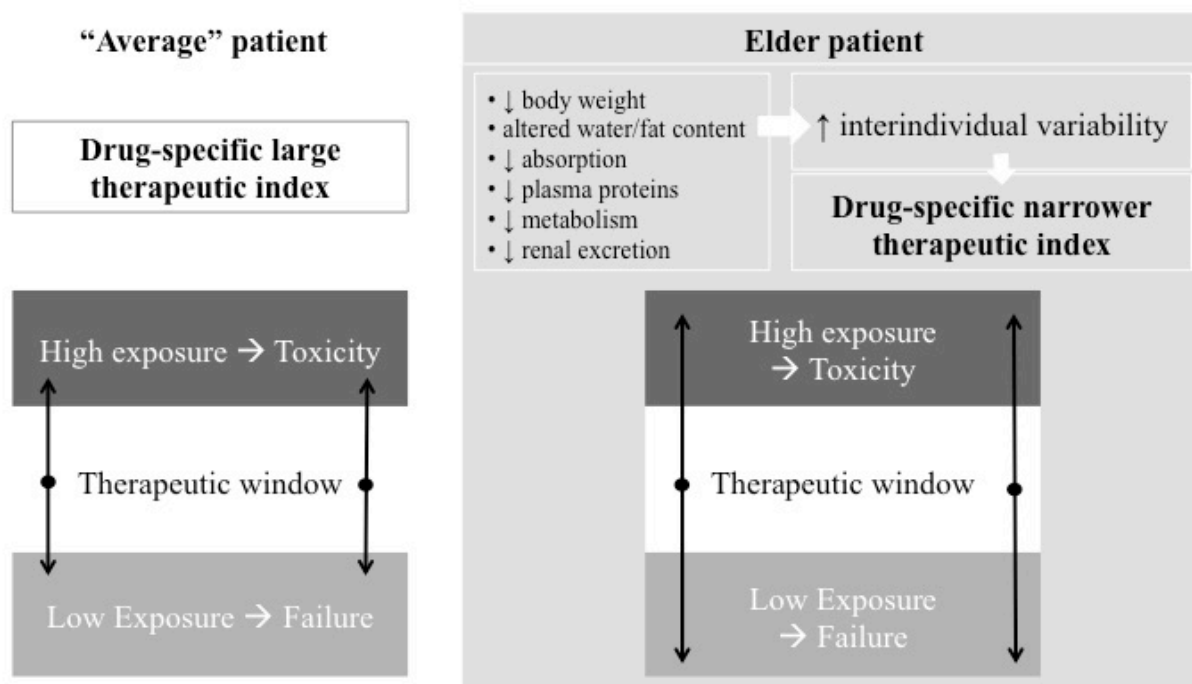 “Average” patient
Drug-specific large
therapeutic index
High exposure → Toxicity
Therapeutic window
Low Exposure → Failure
Elder patient
• ↓ body weight
• altered water/fat content
• ↓ absorption
• ↓ plasma proteins
• ↓ metabolism
• ↓ renal excretion
↑ interindividual variability
Drug-specific narrower
therapeutic index
High exposure
→ Toxicity
Therapeutic window
Low Exposure
→ Failure